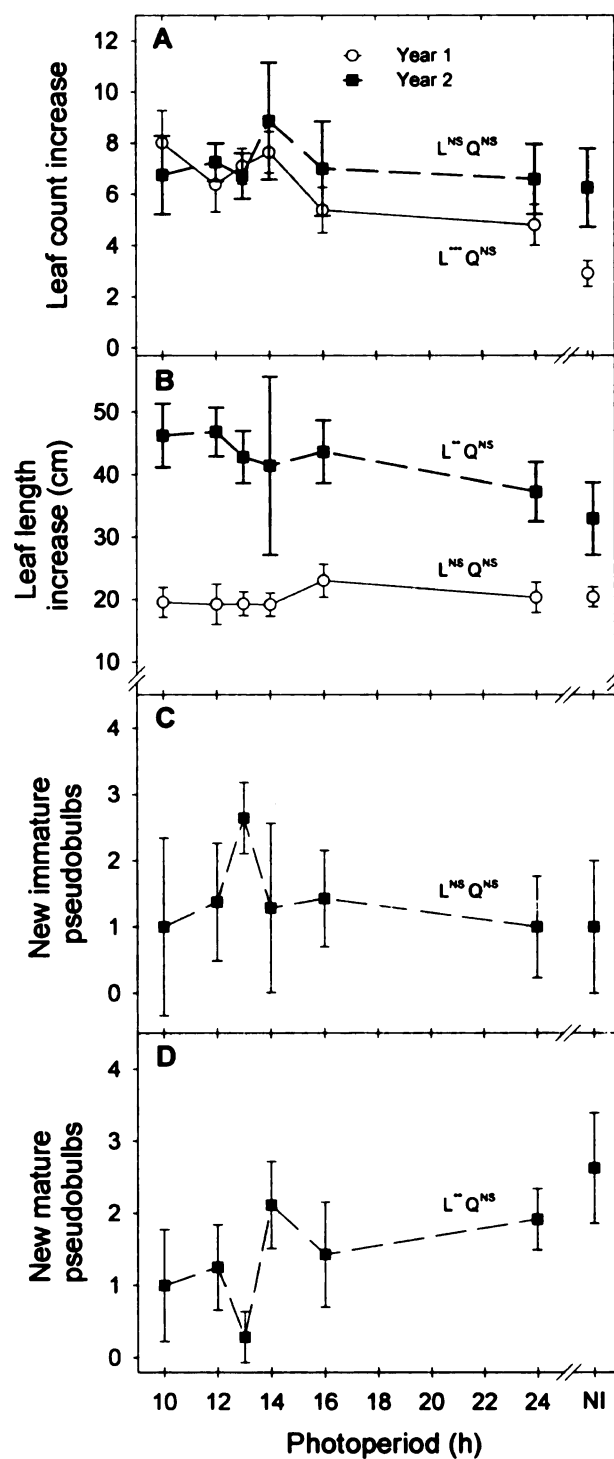 A
Year 1
Year 2
12
10
8
6
4
2
0
Leaf count increase
L^NS Q^NS
L^*** Q^NS
B
50
40
30
20
10
Leaf length
increase (cm)
L^** Q^NS
L^NS Q^NS
C
4
3
2
1
0
New immature
pseudobulbs
L^NS Q^NS
D
4
3
2
1
0
New mature
pseudobulbs
L^** Q^NS
10 12 14 16 18 20 22 24 NI
Photoperiod (h)